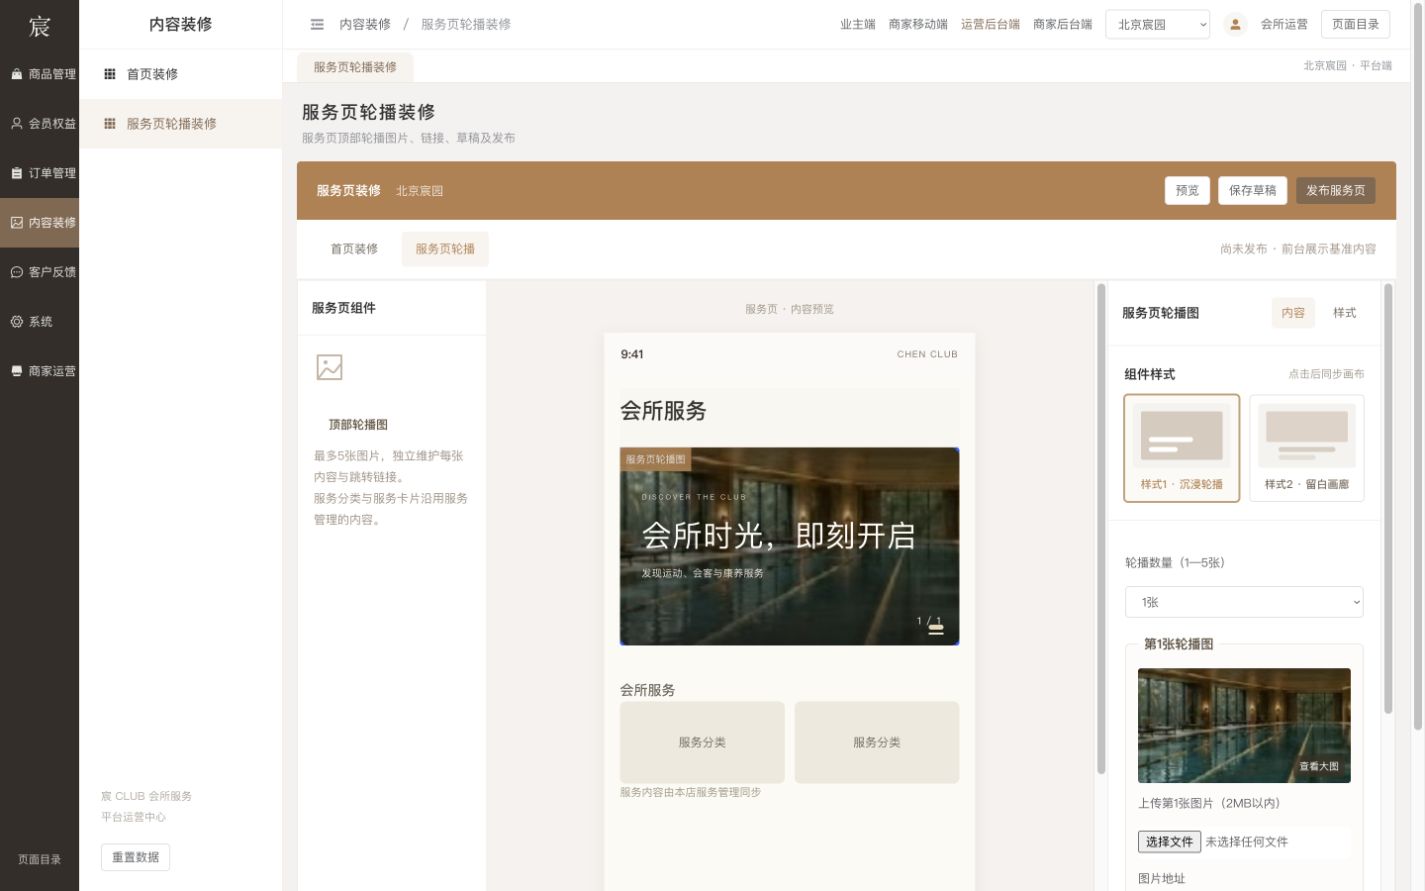 宸
商品管理
会员权益
订单管理
内容装修
客户反馈
系统
商家运营
页面目录
内容装修
首页装修
服务页轮播装修
宸 CLUB 会所服务
平台运营中心
重置数据
内容装修 / 服务页轮播装修
业主端 商家移动端 运营后台端 商家后台端 北京宸园 会所运营 页面目录
服务页轮播装修
北京宸园 · 平台端
服务页轮播装修
服务页顶部轮播图片、链接、草稿及发布
服务页装修 北京宸园
预览 保存草稿 发布服务页
首页装修 服务页轮播
尚未发布 · 前台展示基准内容
服务页组件
顶部轮播图
最多5张图片，独立维护每张
内容与跳转链接。
服务分类与服务卡片沿用服务
管理的内容。
服务页 · 内容预览
9:41
CHEN CLUB
会所服务
服务页轮播图
DISCOVER THE CLUB
会所时光，即刻开启
发现运动、会客与康养服务
1 / 1
会所服务
服务分类
服务分类
服务内容由本店服务管理同步
服务页轮播图
内容 样式
组件样式
点击后同步画布
样式1 · 沉浸轮播
样式2 · 留白画廊
轮播数量（1—5张）
1张
第1张轮播图
查看大图
上传第1张图片（2MB以内）
选择文件 未选择任何文件
图片地址